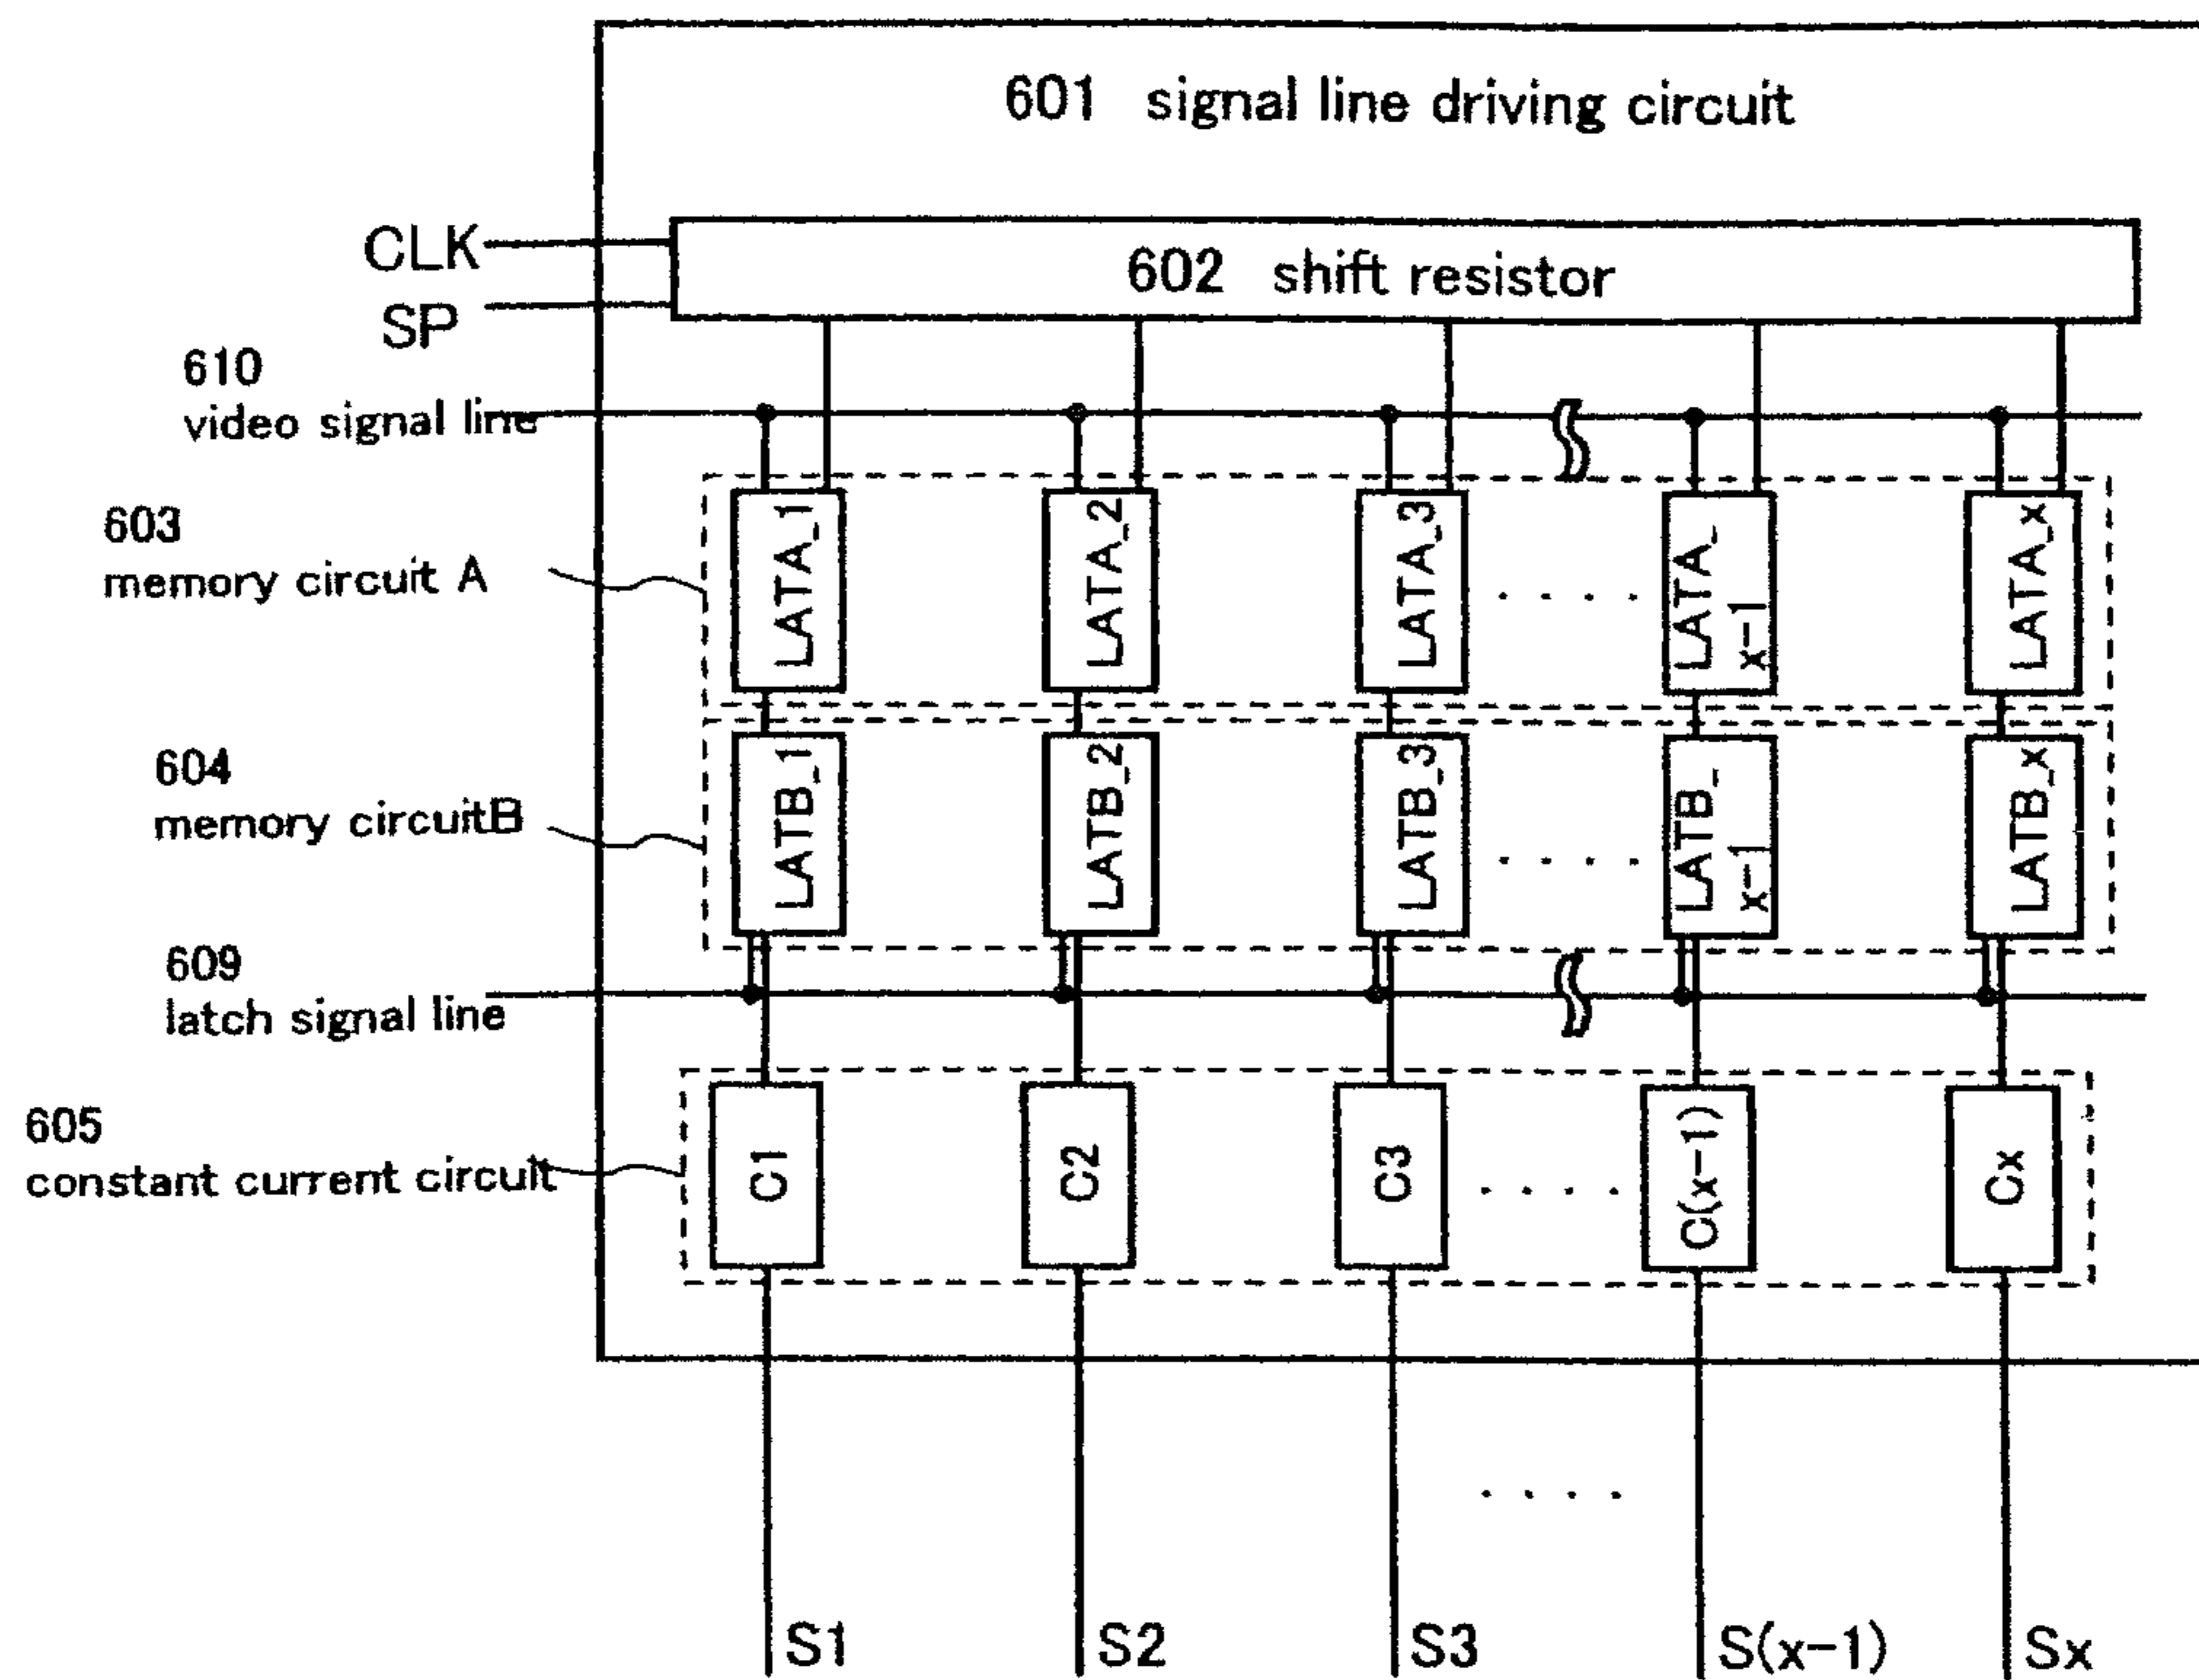 601 signal line driving circuit
CLK
602 shift resistor
SP
610
video signal line
603
memory circuit A
LATA_1
LATA_2
LATA_3
LATA_
x-1
LATA_x
604
memory circuitB
LATB_1
LATB_2
LATB_3
LATB_
x-1
LATB_x
609
latch signal line
605
constant current circuit
C1
C2
C3
C(x-1)
Cx
S1
S2
S3
S(x-1)
Sx